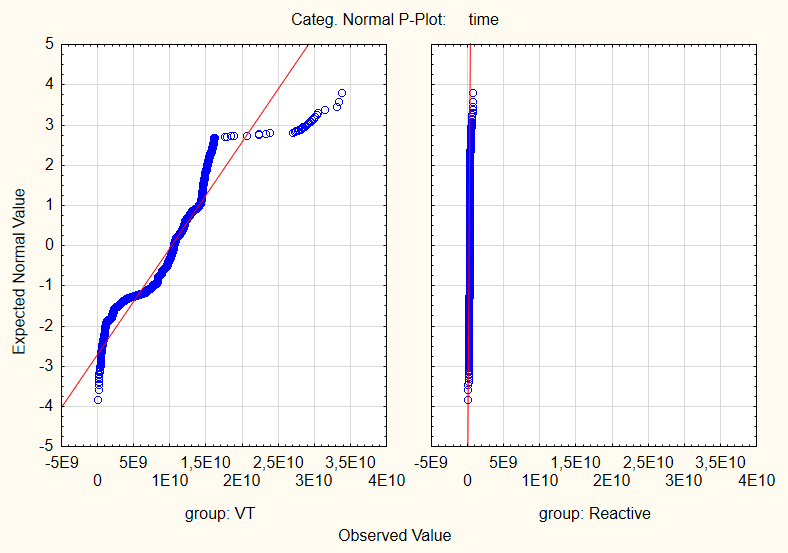 Categ. Normal P-Plot: time
Expected Normal Value
5
4
3
2
1
0
-1
-2
-3
-4
-5
-5E9 5E9 1,5E10 2,5E10 3,5E10
0 1E10 2E10 3E10 4E10
group: VT
-5E9 5E9 1,5E10 2,5E10 3,5E10
0 1E10 2E10 3E10 4E10
group: Reactive
Observed Value